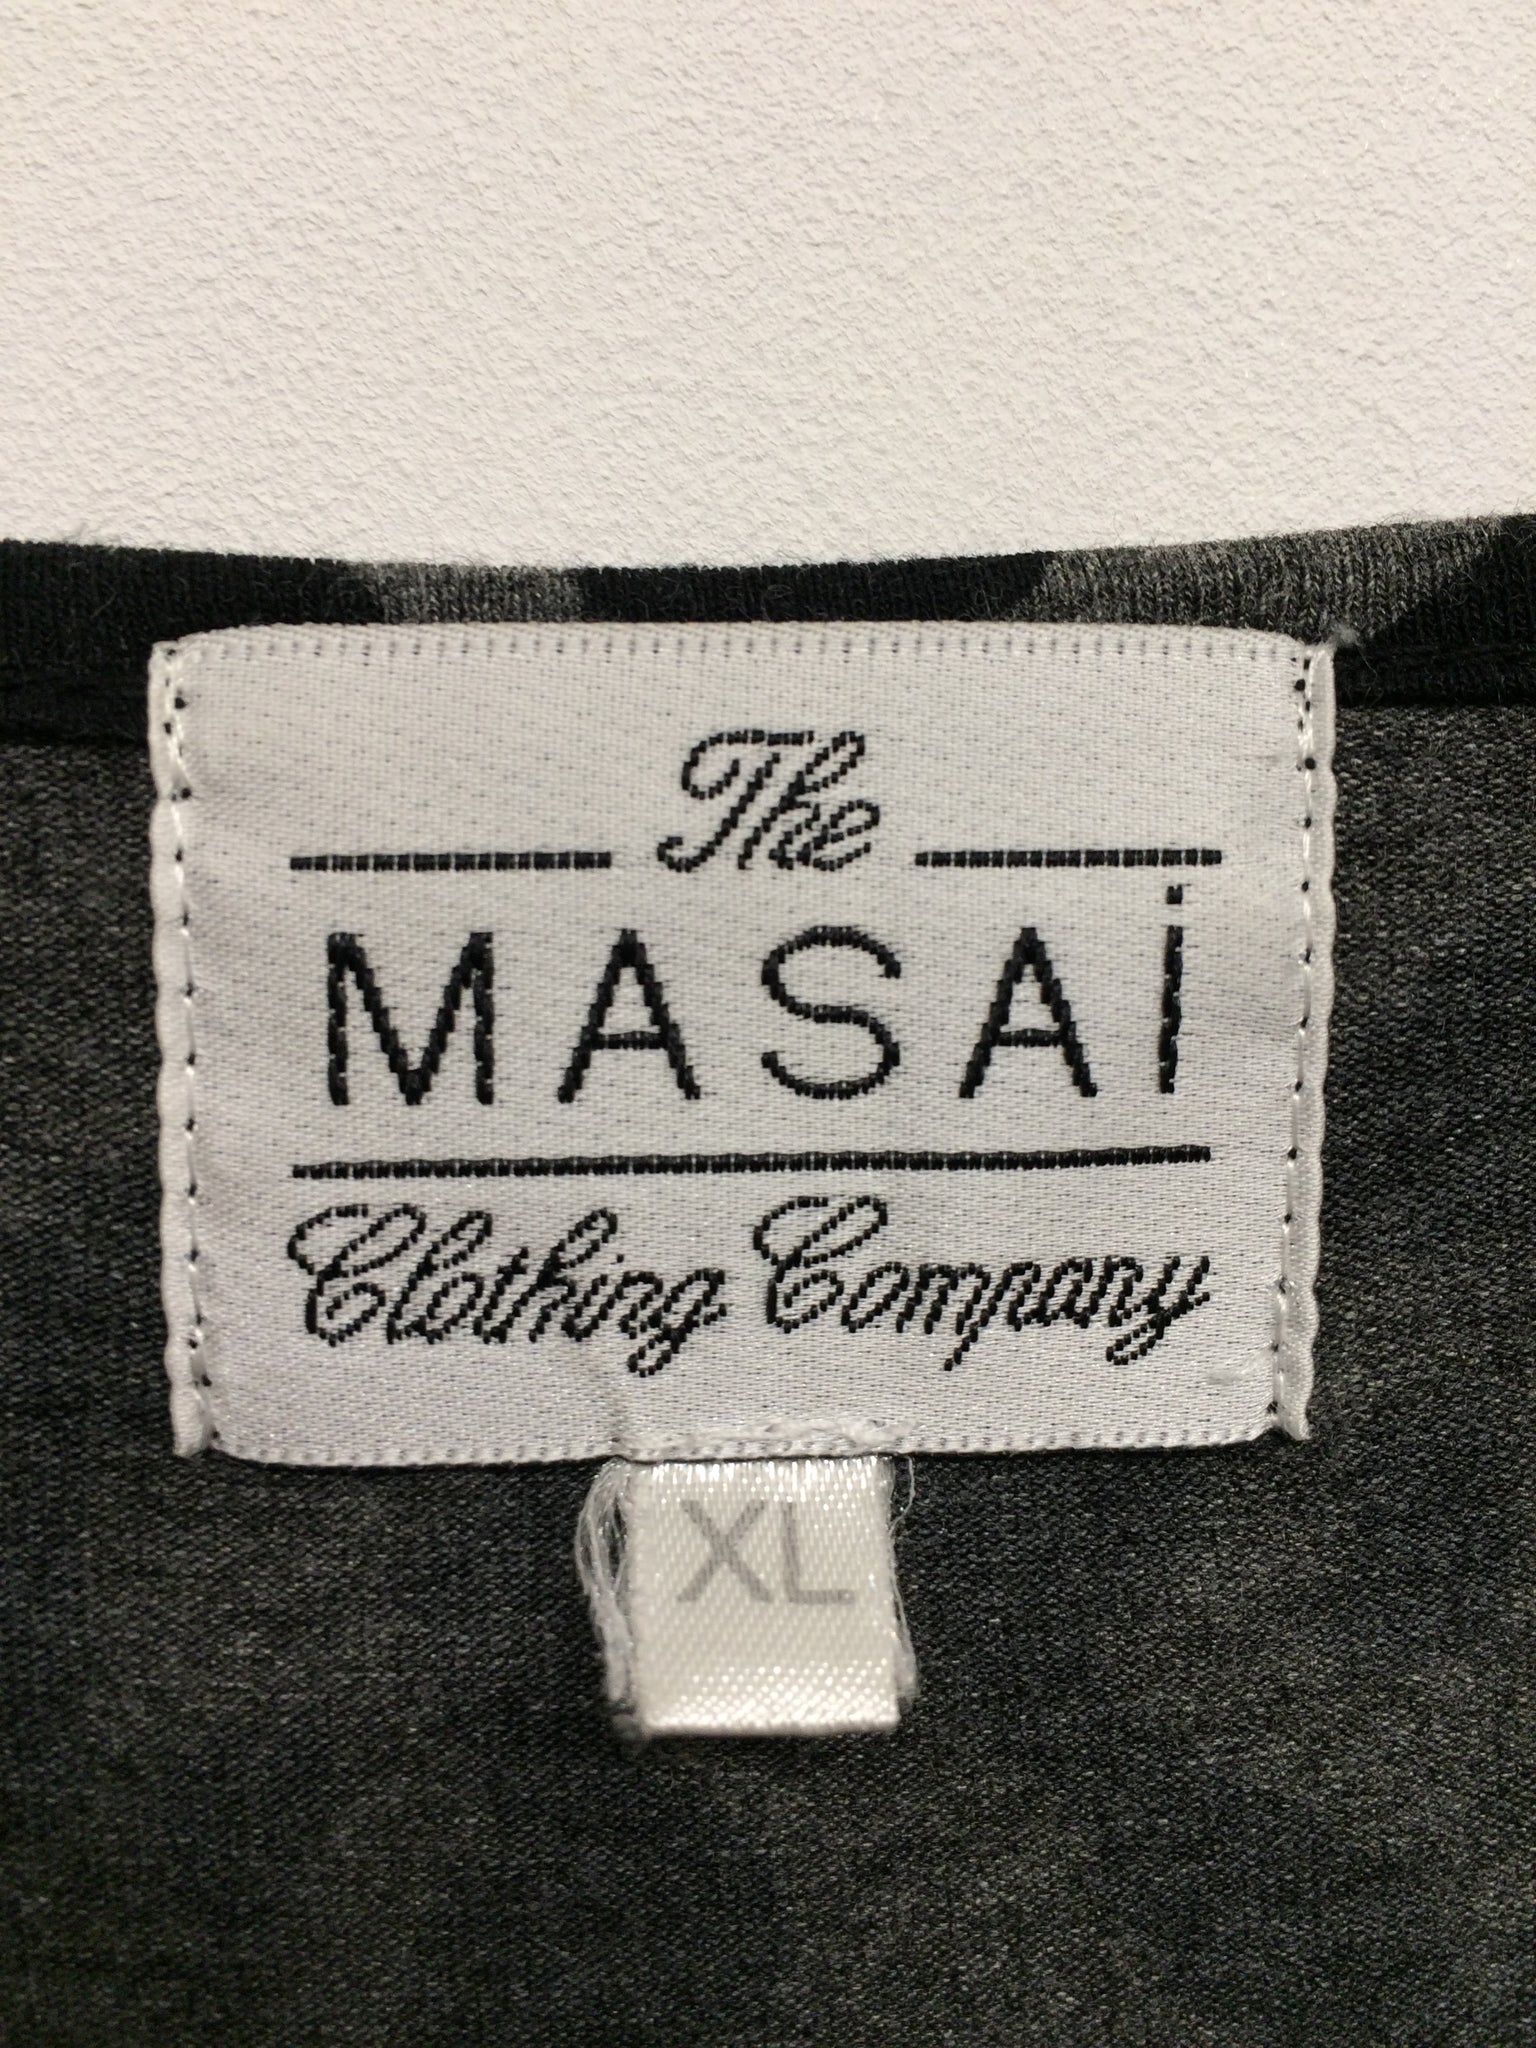 The
MASAi
Clothing Company
XL